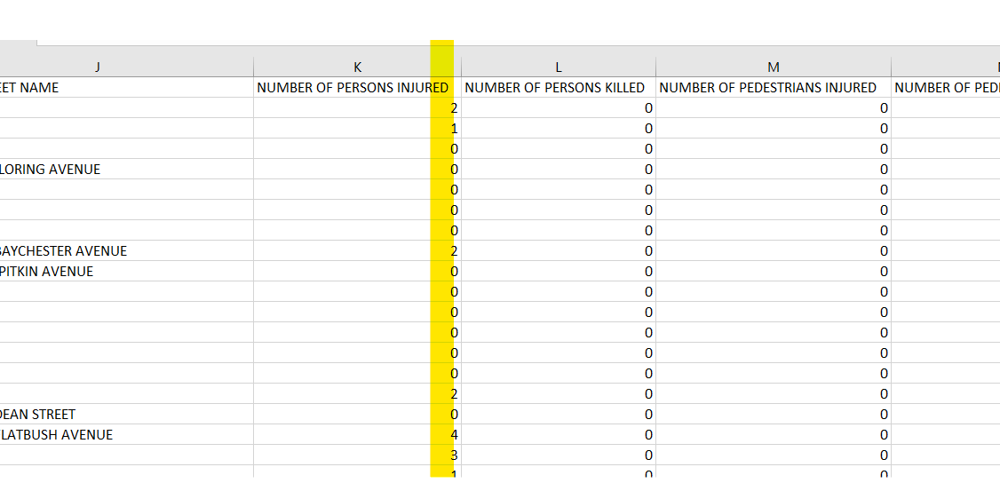 J K L M
EET NAME NUMBER OF PERSONS INJURED NUMBER OF PERSONS KILLED NUMBER OF PEDESTRIANS INJURED NUMBER OF PED
2 0 0
1 0 0
0 0 0
LORING AVENUE 0 0 0
0 0 0
0 0 0
0 0 0
BAYCHESTER AVENUE 2 0 0
PITKIN AVENUE 0 0 0
0 0 0
0 0 0
0 0 0
0 0 0
0 0 0
2 0 0
DEAN STREET 0 0 0
FLATBUSH AVENUE 4 0 0
3 0 0
1 0 0